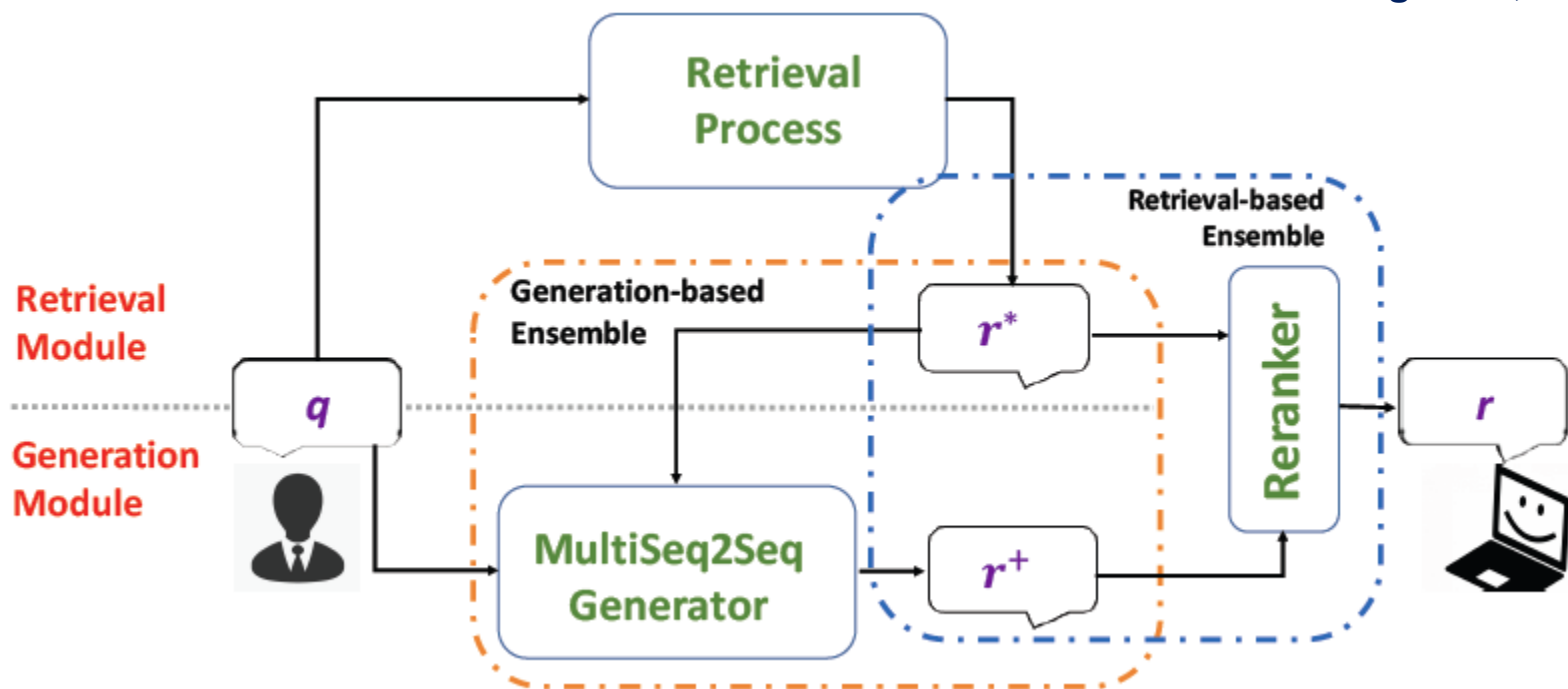 Retrieval
Process
Retrieval-based
Ensemble
Generation-based
Ensemble
Retrieval
Module
r*
Reranker
q
r
Generation
Module
MultiSeq2Seq
Generator
r+